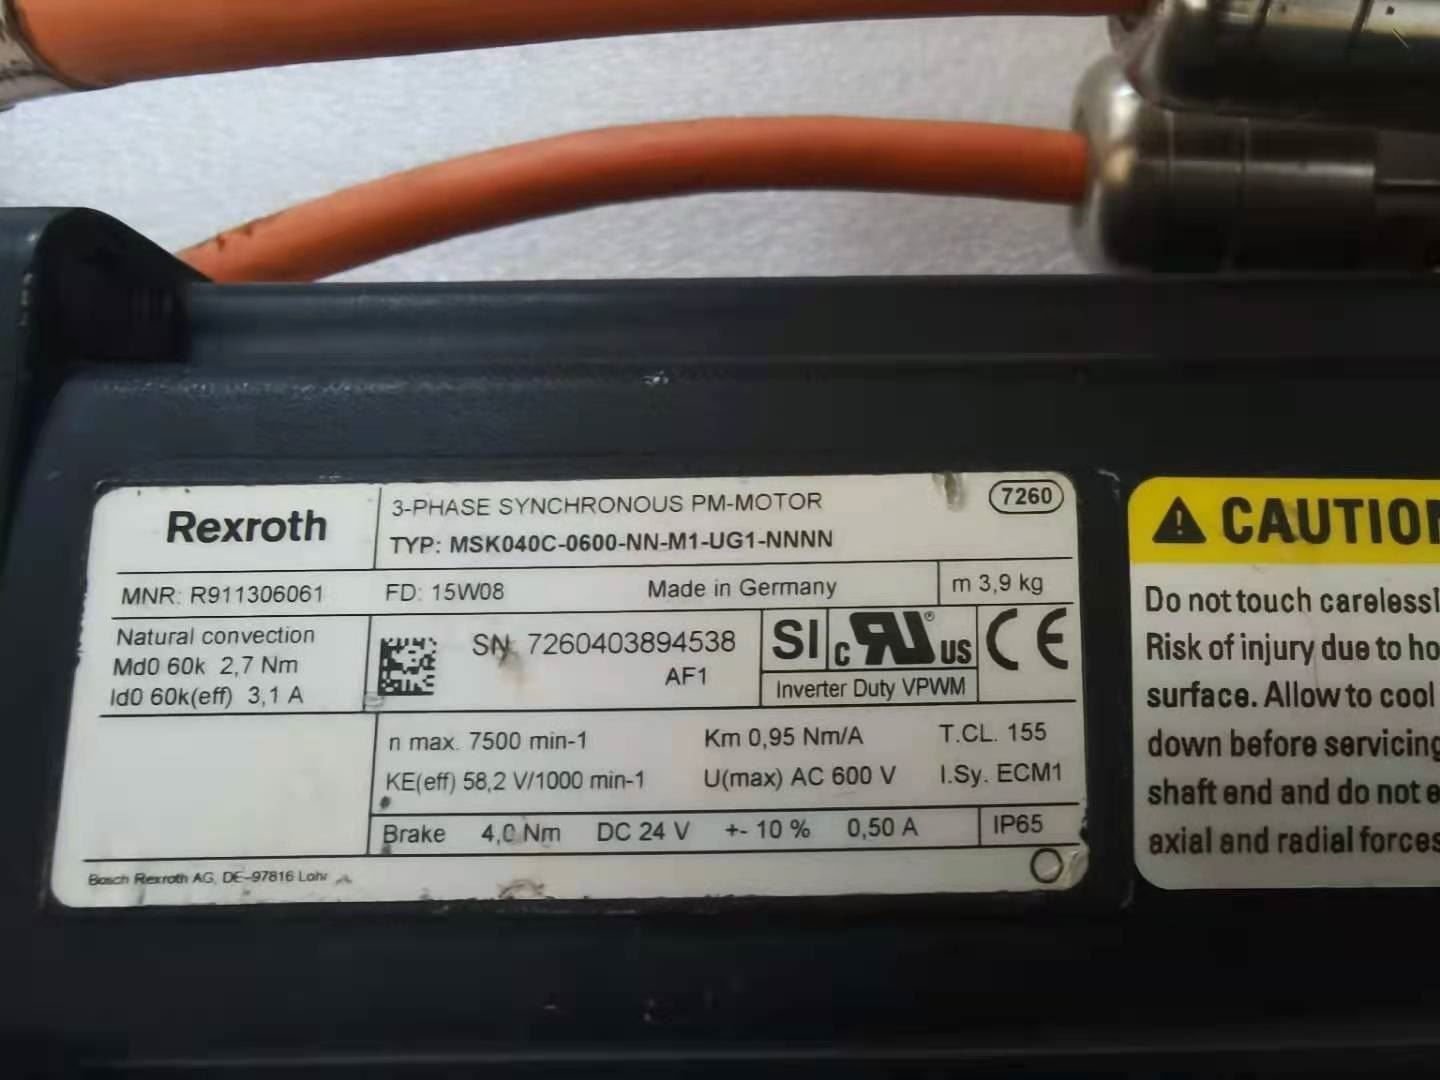 Rexroth
3-PHASE SYNCHRONOUS PM-MOTOR
7260
TYP: MSK040C-0600-NN-M1-UG1-NNNN
MNR: R911306061 FD: 15W08 Made in Germany m 3,9 kg
Natural convection
Md0 60k 2,7 Nm
Id0 60k(eff) 3,1 A
SN: 7260403894538
AF1
SI c RU ® US CE
Inverter Duty VPWM
n max. 7500 min-1 Km 0,95 Nm/A T.CL. 155
KE(eff) 58,2 V/1000 min-1 U(max) AC 600 V I.Sy. ECM1
Brake 4,0 Nm DC 24 V +- 10 % 0,50 A IP65
Bosch Rexroth AG, DE-97816 Lohr
CAUTION
Do not touch carelessl
Risk of injury due to ho
surface. Allow to cool
down before servicing
shaft end and do not e
axial and radial forces